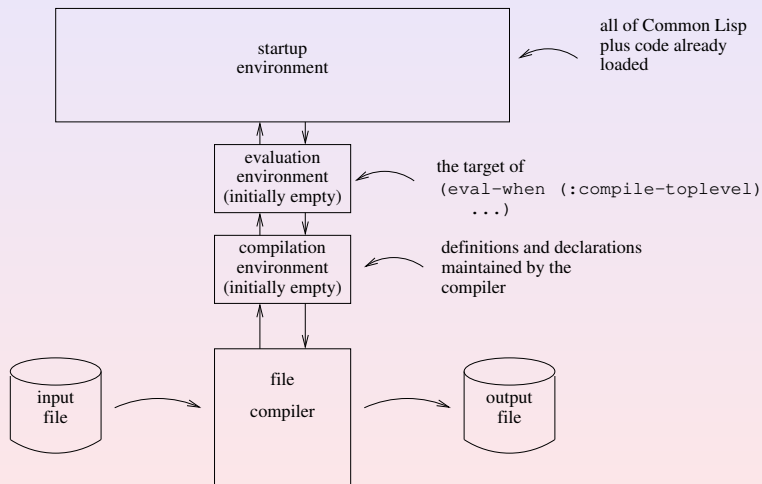 startup
environment
all of Common Lisp
plus code already
loaded
evaluation
environment
(initially empty)
the target of
(eval-when (:compile-toplevel)
...)
compilation
environment
(initially empty)
definitions and declarations
maintained by the
compiler
input
file
file
compiler
output
file